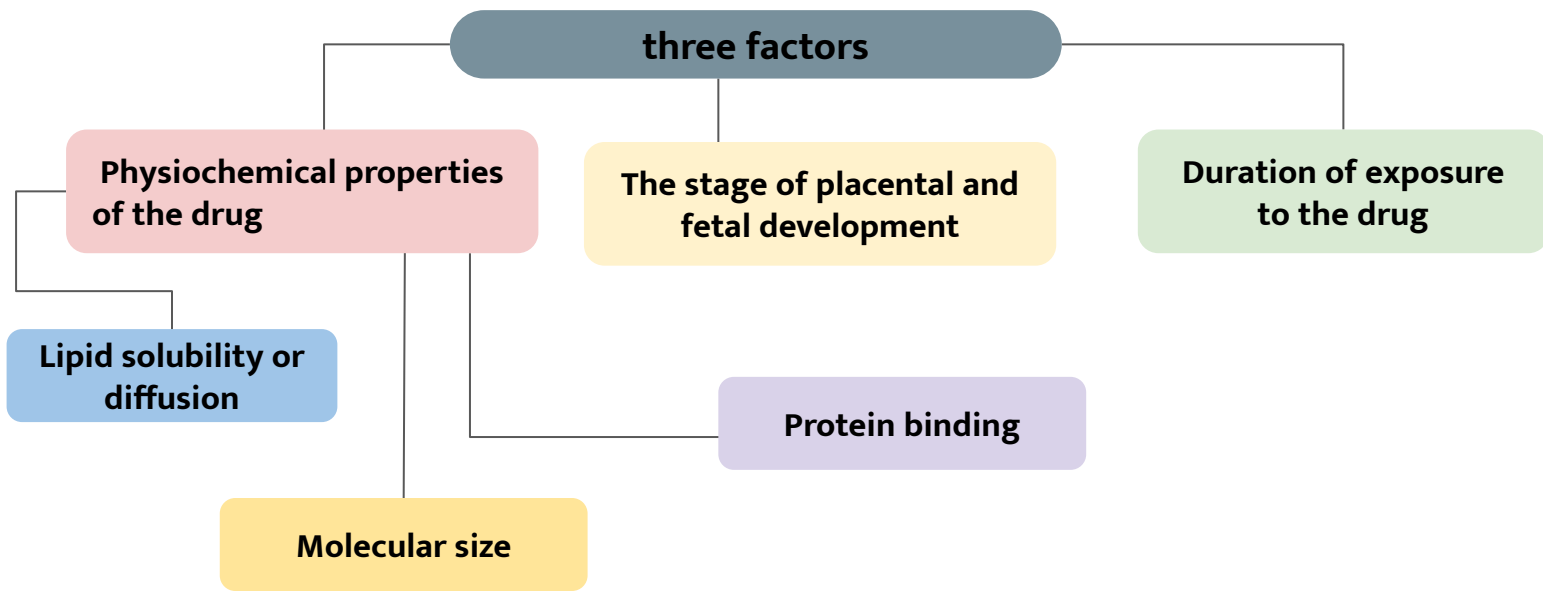 three factors
Physiochemical properties
of the drug
The stage of placental and
fetal development
Duration of exposure
to the drug
Lipid solubility or
diffusion
Protein binding
Molecular size